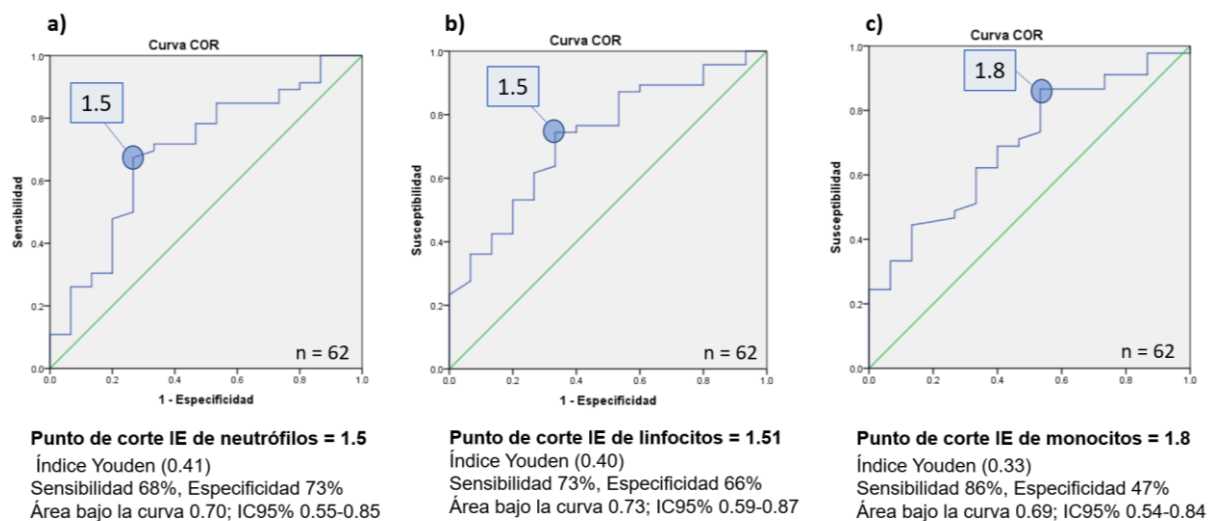 a)
Curva COR
1.0
0.8
0.6
0.4
0.2
0.0
Sensibilidad
1.5
n = 62
0.0 0.2 0.4 0.6 0.8 1.0
1 - Especificidad
Punto de corte IE de neutrófilos = 1.5
Índice Youden (0.41)
Sensibilidad 68%, Especificidad 73%
Área bajo la curva 0.70; IC95% 0.55-0.85
b)
Curva COR
1.0
0.8
0.6
0.4
0.2
0.0
Susceptibilidad
1.5
n = 62
0.0 0.2 0.4 0.6 0.8 1.0
1 - Especificidad
Punto de corte IE de linfocitos = 1.51
Índice Youden (0.40)
Sensibilidad 73%, Especificidad 66%
Área bajo la curva 0.73; IC95% 0.59-0.87
c)
Curva COR
1.0
0.8
0.6
0.4
0.2
0.0
Susceptibilidad
1.8
n = 62
0.0 0.2 0.4 0.6 0.8 1.0
1 - Especificidad
Punto de corte IE de monocitos = 1.8
Índice Youden (0.33)
Sensibilidad 86%, Especificidad 47%
Área bajo la curva 0.69; IC95% 0.54-0.84